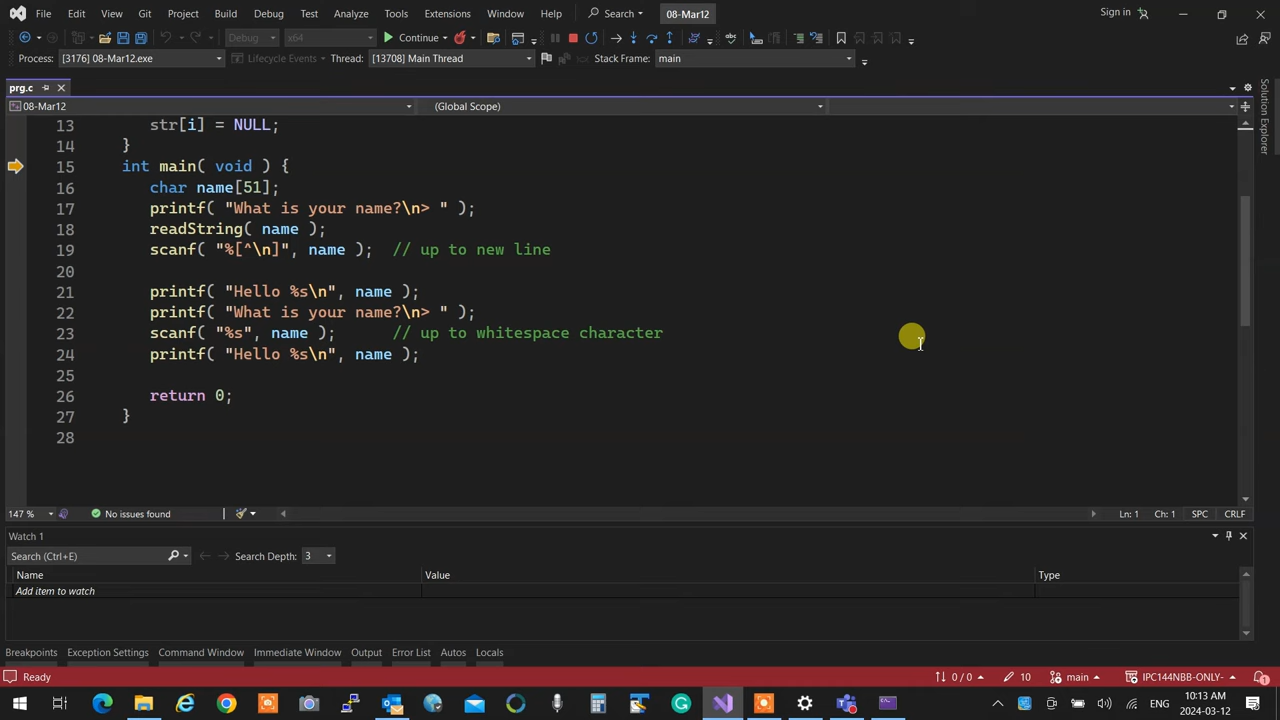 File Edit View Git Project Build Debug Test Analyze Tools Extensions Window Help Search 08-Mar12 Sign in
Debug x64 Continue
Process: [3176] 08-Mar12.exe Lifecycle Events Thread: [13708] Main Thread Stack Frame: main
prg.c
08-Mar12 (Global Scope)
13 str[i] = NULL;
14 }
15 int main( void ) {
16 char name[51];
17 printf( "What is your name?\n> " );
18 readString( name );
19 scanf( "%[^\n]", name ); // up to new line
20
21 printf( "Hello %s\n", name );
22 printf( "What is your name?\n> " );
23 scanf( "%s", name ); // up to whitespace character
24 printf( "Hello %s\n", name );
25
26 return 0;
27 }
28
147 % No issues found Ln: 1 Ch: 1 SPC CRLF
Watch 1
Search (Ctrl+E) Search Depth: 3
Name Value Type
Add item to watch
Breakpoints Exception Settings Command Window Immediate Window Output Error List Autos Locals
Ready 0 / 0 10 main IPC144NBB-ONLY- 1
10:13 AM
ENG
2024-03-12
Solution Explorer